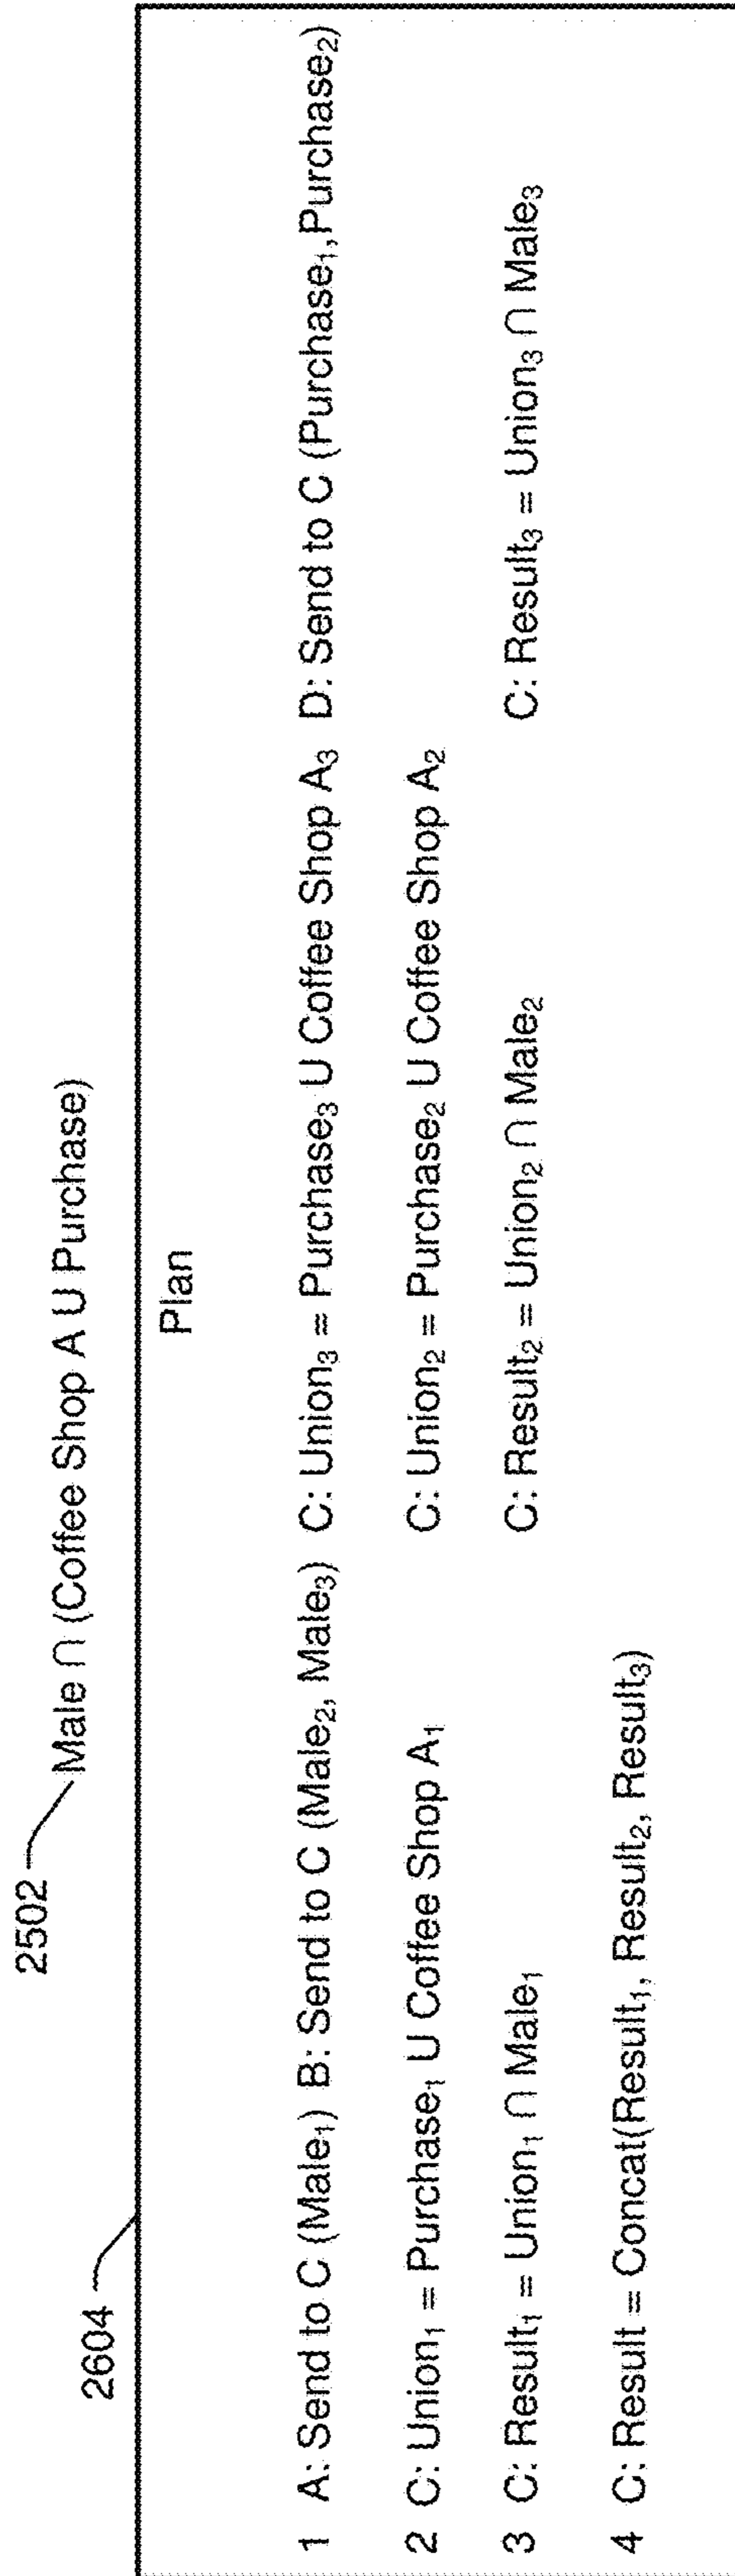 2502
Male ∩ (Coffee Shop A U Purchase)
2604
Plan
1 A: Send to C (Male₁) B: Send to C (Male₂, Male₃) C: Union₃ = Purchase₃ U Coffee Shop A₃ D: Send to C (Purchase₁,Purchase₂)
2 C: Union₁ = Purchase₁ U Coffee Shop A₁ C: Union₂ = Purchase₂ U Coffee Shop A₂
3 C: Result₁ = Union₁ ∩ Male₁ C: Result₂ = Union₂ ∩ Male₂ C: Result₃ = Union₃ ∩ Male₃
4 C: Result = Concat(Result₁, Result₂, Result₃)